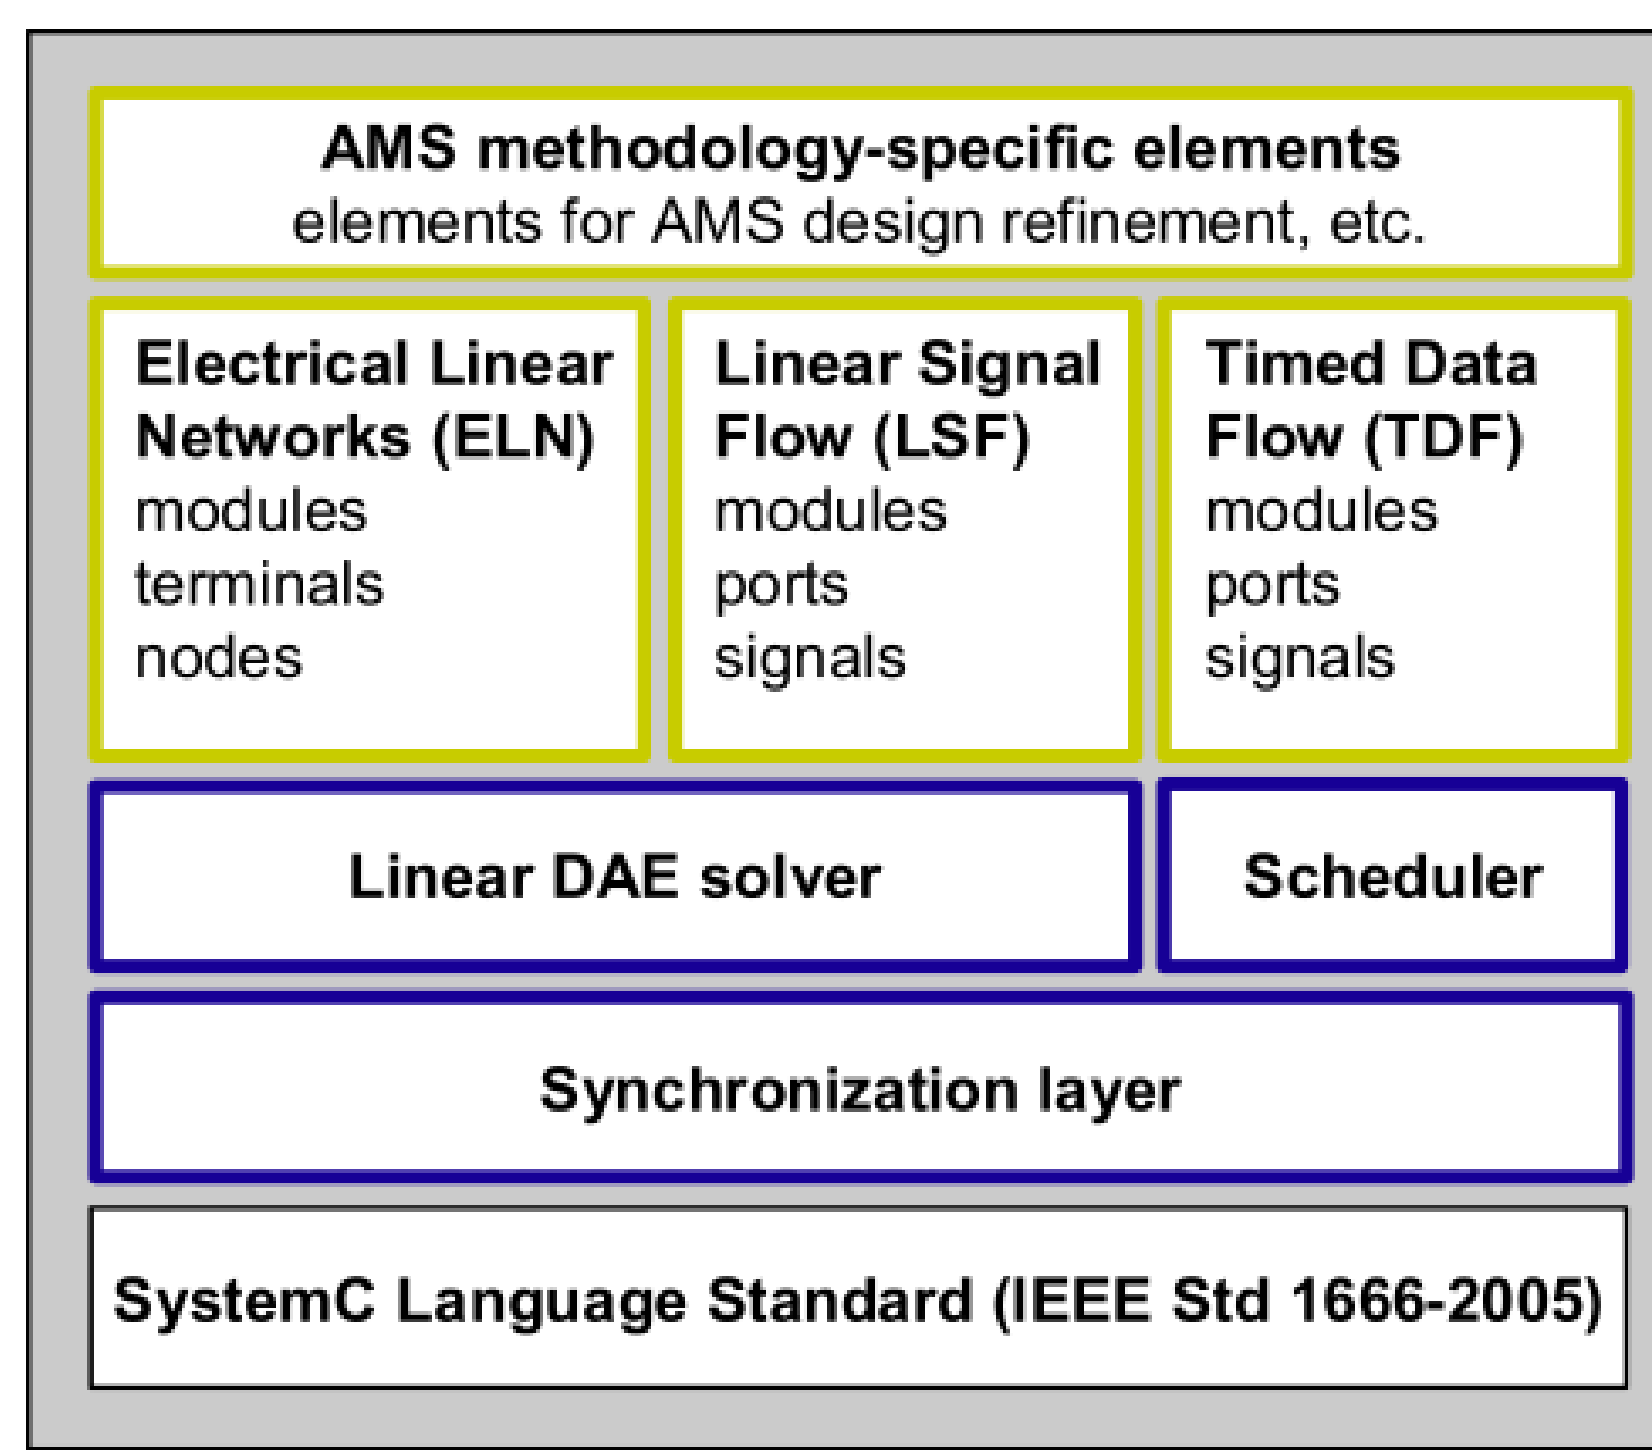 AMS methodology-specific elements
elements for AMS design refinement, etc.
Electrical Linear
Networks (ELN)
modules
terminals
nodes
Linear Signal
Flow (LSF)
modules
ports
signals
Timed Data
Flow (TDF)
modules
ports
signals
Linear DAE solver
Scheduler
Synchronization layer
SystemC Language Standard (IEEE Std 1666-2005)